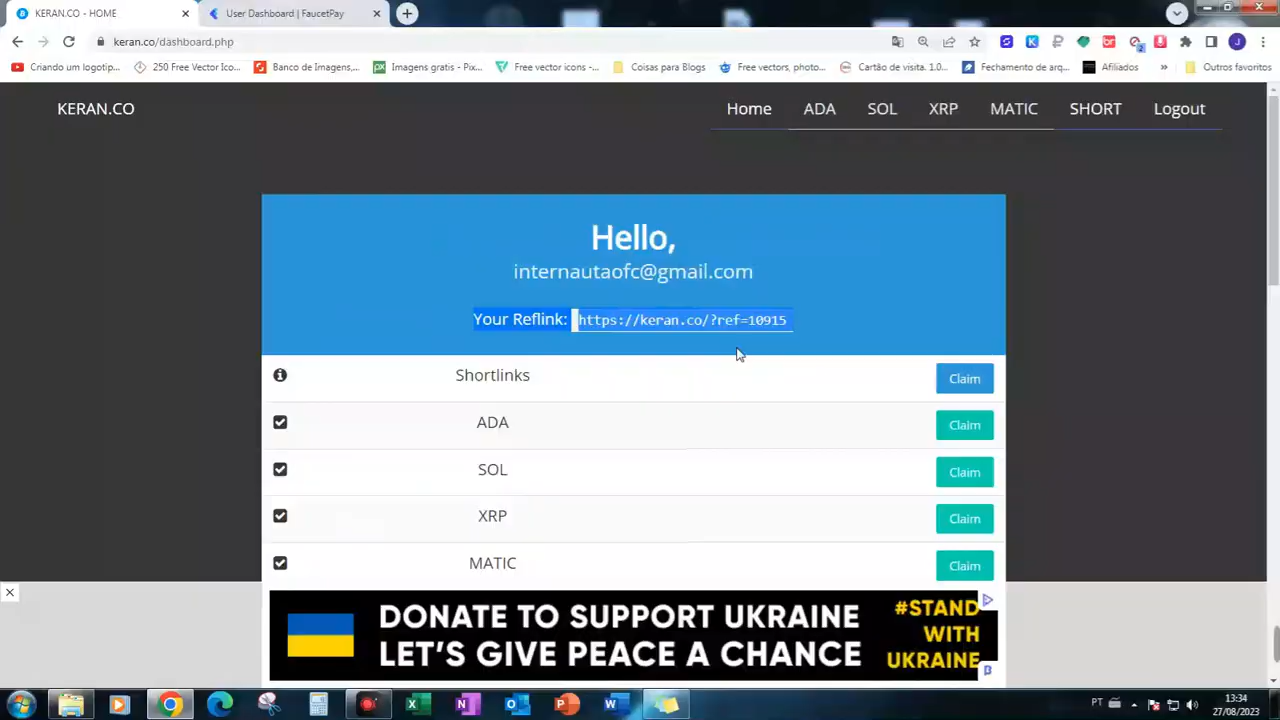 KERAN.CO - HOME
User Dashboard | FaucetPay
keran.co/dashboard.php
Criando um logotip...
250 Free Vector Ico...
Banco de Imagens,...
Imagens gratis - Pix...
Free vector icons -...
Coisas para Blogs
Free vectors, photo...
Cartão de visita. 1.0...
Fechamento de arq...
Afiliados
»
Outros favoritos
KERAN.CO
Home
ADA
SOL
XRP
MATIC
SHORT
Logout
Hello,
internautaofc@gmail.com
Your Reflink: https://keran.co/?ref=10915
Shortlinks
Claim
ADA
Claim
SOL
Claim
XRP
Claim
MATIC
Claim
DONATE TO SUPPORT UKRAINE
LET'S GIVE PEACE A CHANCE
#STAND
WITH
UKRAINE
PT
13:34
27/08/2023